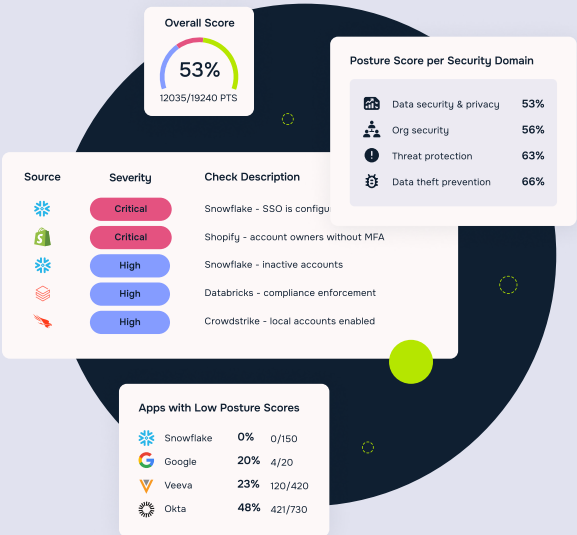 Overall Score
53%
12035/19240 PTS
Posture Score per Security Domain
Data security & privacy 53%
Org security 56%
Threat protection 63%
Data theft prevention 66%
Source Severity Check Description
Critical Snowflake - SSO is
Critical Shopify - account owners without MFA
High Snowflake - inactive accounts
High Databricks - compliance enforcement
High Crowdstrike - local accounts enabled
Apps with Low Posture Scores
Snowflake 0% 0/150
Google 20% 4/20
Veeva 23% 120/420
Okta 48% 421/730